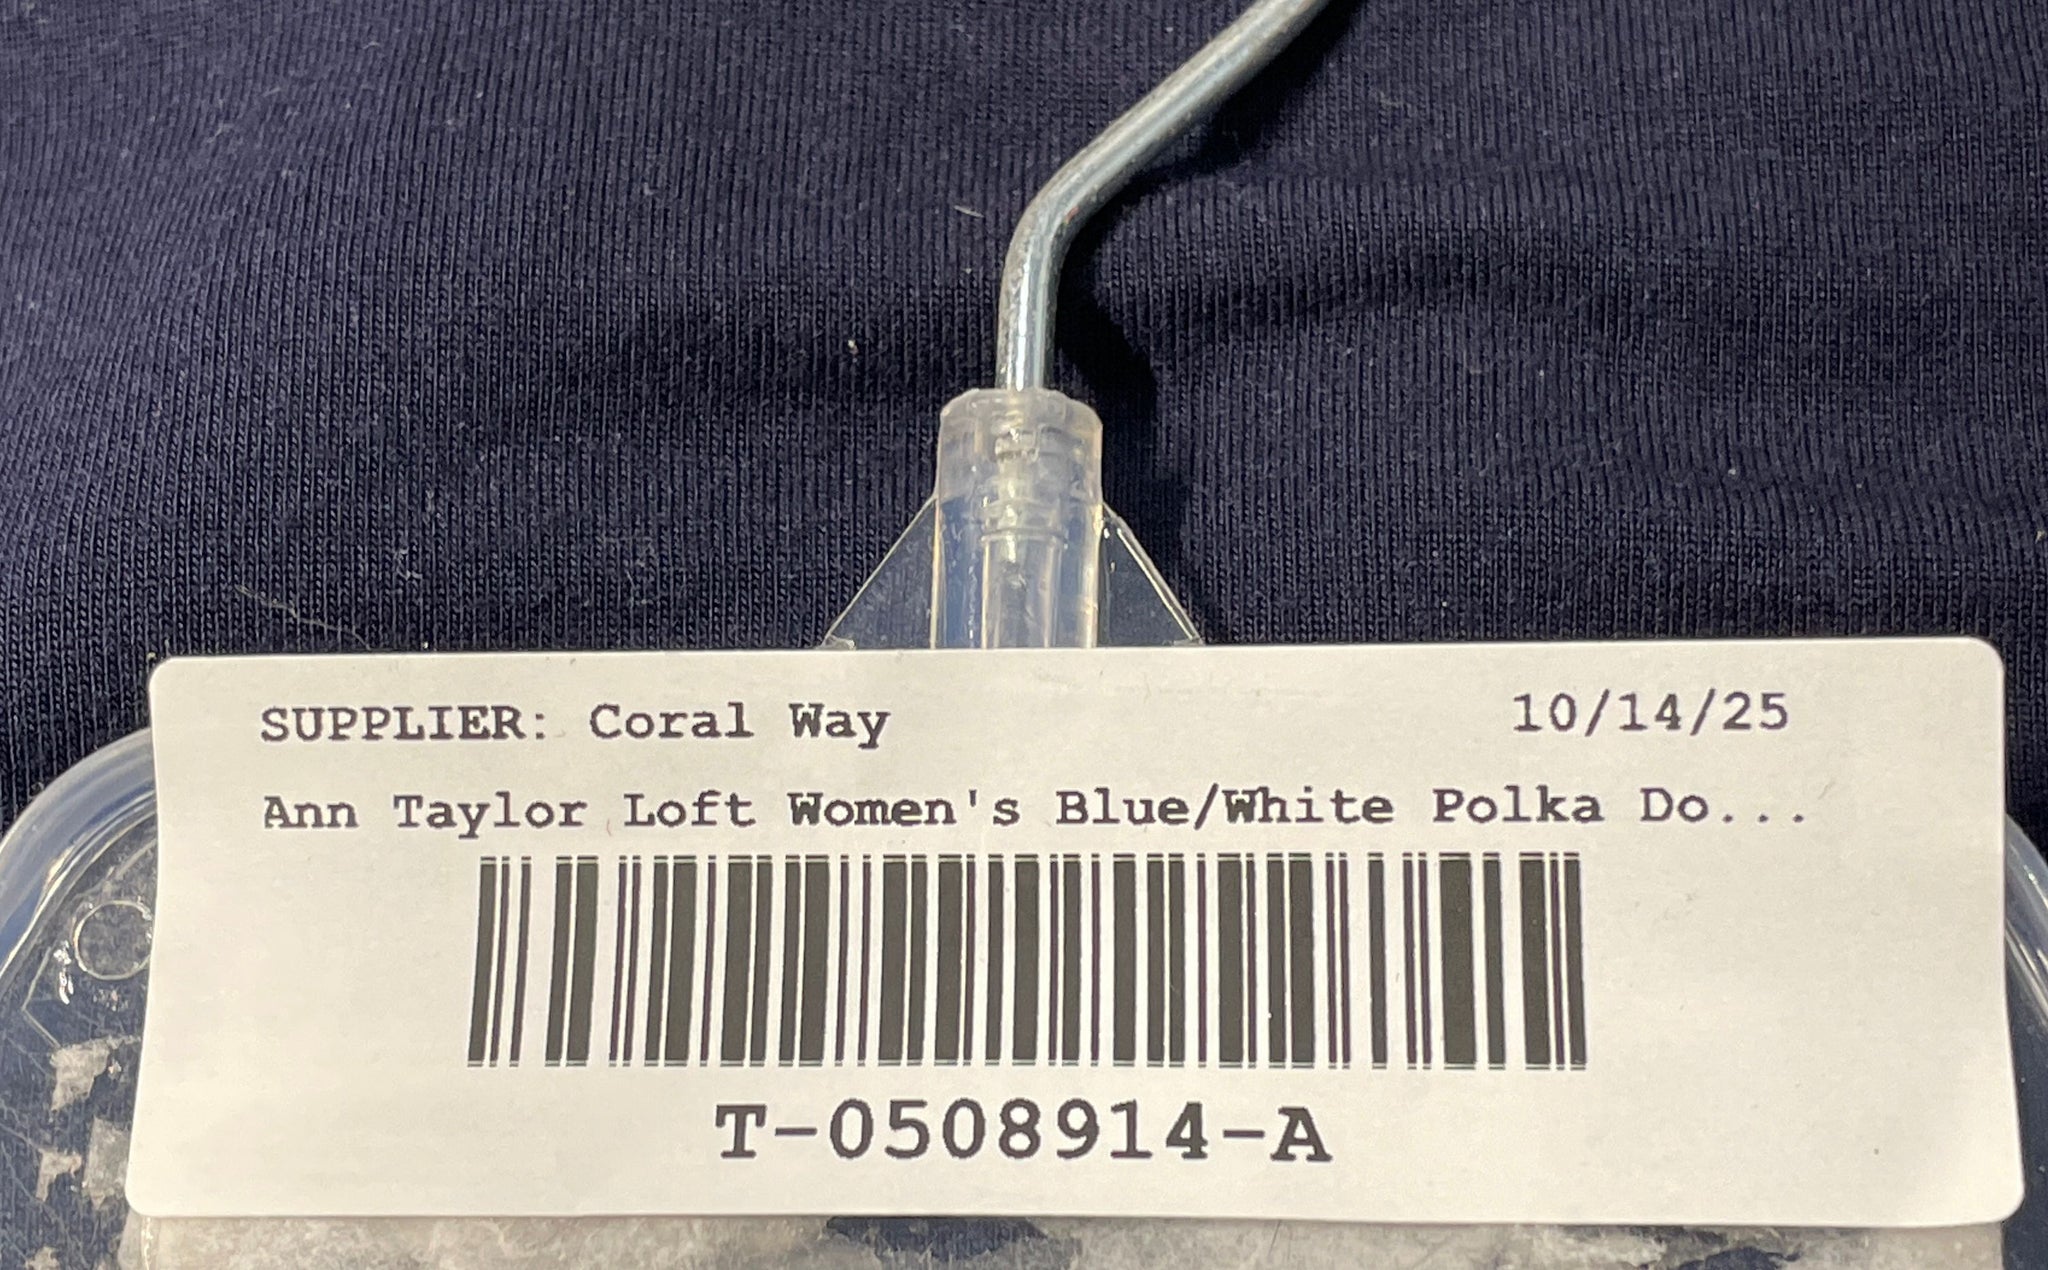 SUPPLIER: Coral Way 10/14/25
Ann Taylor Loft Women's Blue/White Polka Do...
T-0508914-A